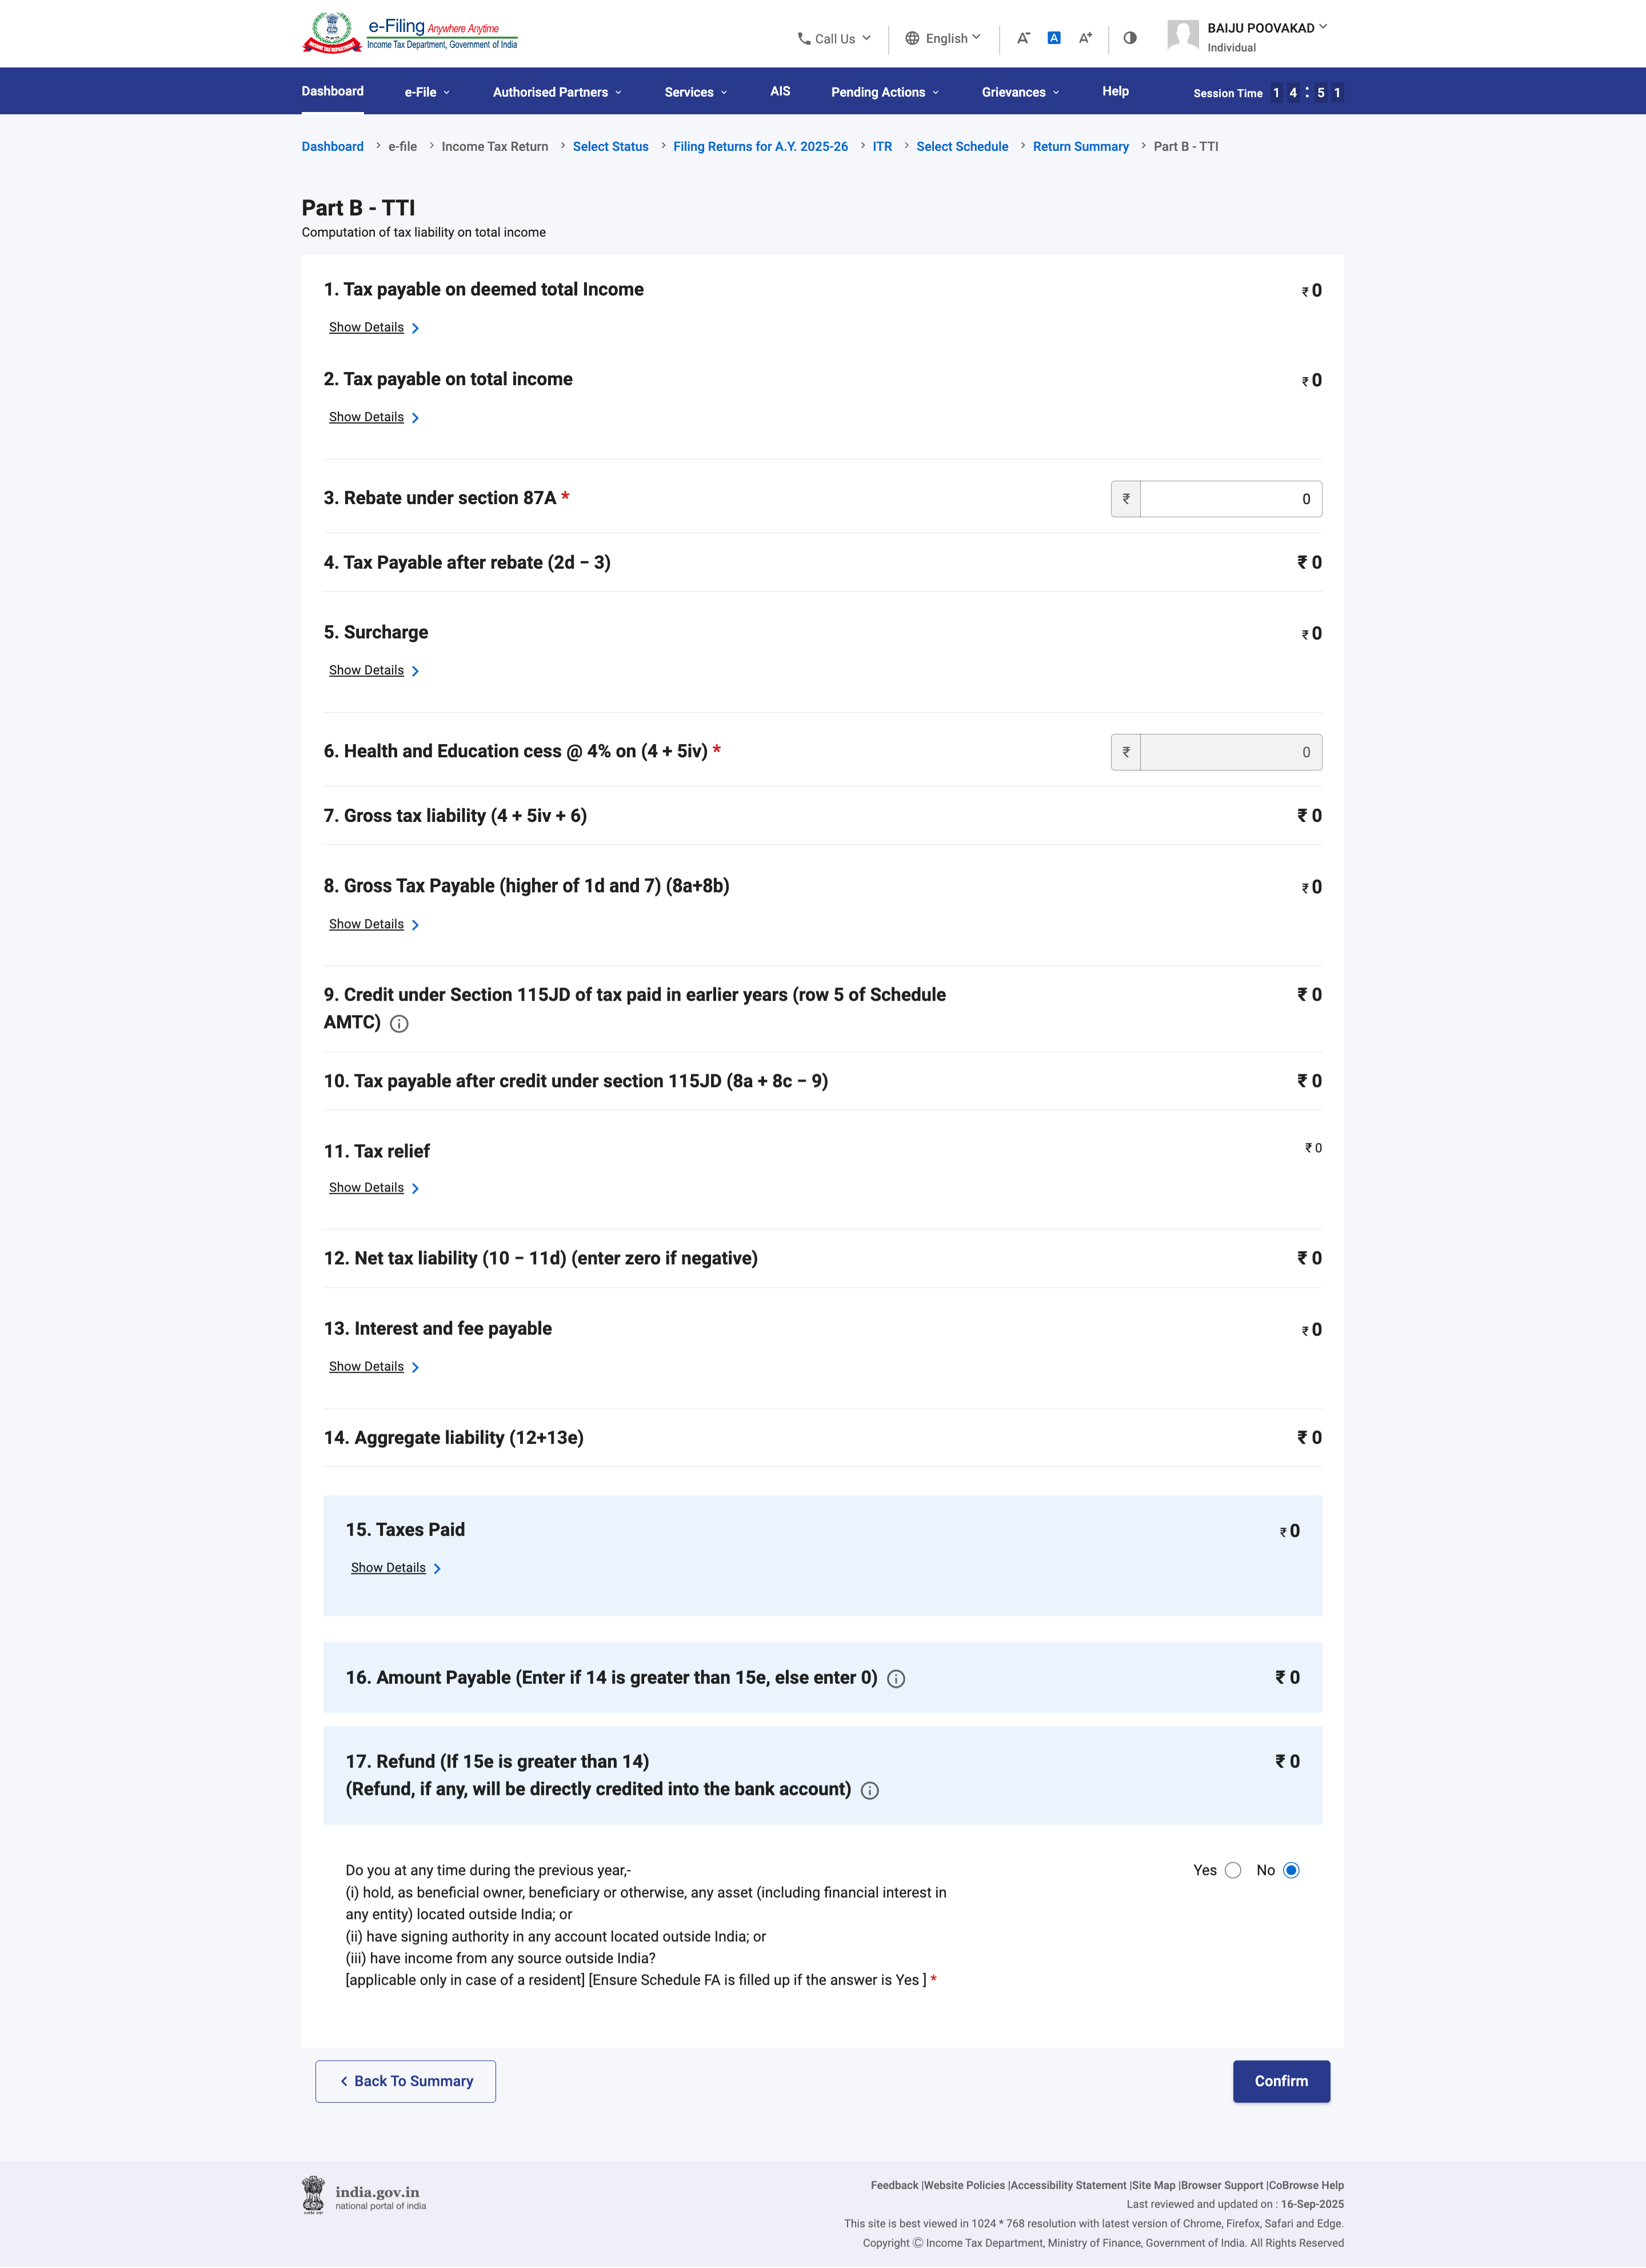 e-Filing Anywhere Anytime
Income Tax Department, Government of India
Call Us
English
A-
A
A+
BAIJU POOVAKAD
Individual
Dashboard e-File Authorised Partners Services AIS Pending Actions Grievances Help Session Time 1 4 : 5 1
Dashboard > e-file > Income Tax Return > Select Status > Filing Returns for A.Y. 2025-26 > ITR > Select Schedule > Return Summary > Part B - TTI
Part B - TTI
Computation of tax liability on total income
1. Tax payable on deemed total Income ₹ 0
Show Details
2. Tax payable on total income ₹ 0
Show Details
3. Rebate under section 87A * ₹ 0
4. Tax Payable after rebate (2d – 3) ₹ 0
5. Surcharge ₹ 0
Show Details
6. Health and Education cess @ 4% on (4 + 5iv) * ₹ 0
7. Gross tax liability (4 + 5iv + 6) ₹ 0
8. Gross Tax Payable (higher of 1d and 7) (8a+8b) ₹ 0
Show Details
9. Credit under Section 115JD of tax paid in earlier years (row 5 of Schedule ₹ 0
AMTC)
10. Tax payable after credit under section 115JD (8a + 8c – 9) ₹ 0
11. Tax relief ₹ 0
Show Details
12. Net tax liability (10 – 11d) (enter zero if negative) ₹ 0
13. Interest and fee payable ₹ 0
Show Details
14. Aggregate liability (12+13e) ₹ 0
15. Taxes Paid ₹ 0
Show Details
16. Amount Payable (Enter if 14 is greater than 15e, else enter 0) ₹ 0
17. Refund (If 15e is greater than 14) ₹ 0
(Refund, if any, will be directly credited into the bank account)
Do you at any time during the previous year,- Yes No
(i) hold, as beneficial owner, beneficiary or otherwise, any asset (including financial interest in
any entity) located outside India; or
(ii) have signing authority in any account located outside India; or
(iii) have income from any source outside India?
[applicable only in case of a resident] [Ensure Schedule FA is filled up if the answer is Yes ] *
Back To Summary
Confirm
india.gov.in
national portal of india
Feedback |Website Policies |Accessibility Statement |Site Map |Browser Support |CoBrowse Help
Last reviewed and updated on : 16-Sep-2025
This site is best viewed in 1024 * 768 resolution with latest version of Chrome, Firefox, Safari and Edge.
Copyright © Income Tax Department, Ministry of Finance, Government of India. All Rights Reserved